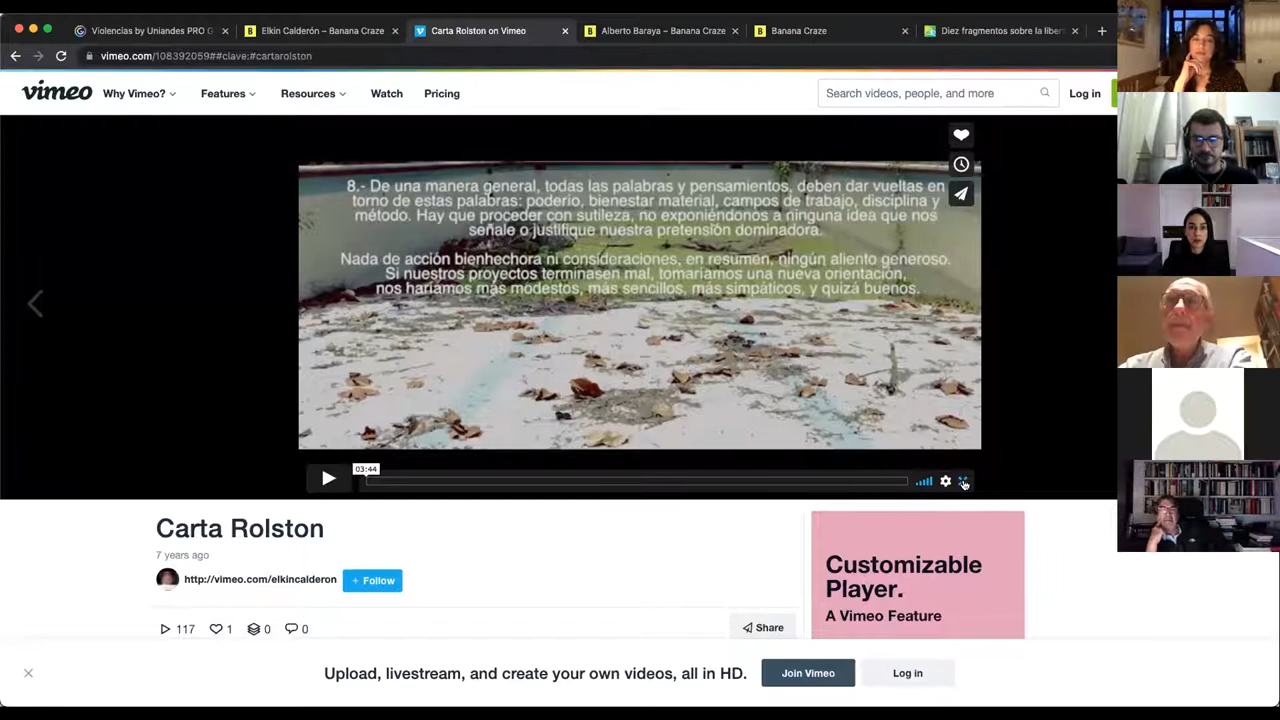 Violencias by Uniandes PRO G
Elkin Calderón – Banana Craze
Carta Rolston on Vimeo
Alberto Baraya – Banana Craze
Banana Craze
Diez fragmentos sobre la libert
vimeo.com/108392059##clave;#cartarolston
vimeo
Why Vimeo?
Features
Resources
Watch
Pricing
Search videos, people, and more
Log in
8.- De una manera general, todas las palabras y pensamientos, deben dar vueltas en
torno de estas palabras: poderío, bienestar material, campos de trabajo, disciplina y
método. Hay que proceder con sutileza, no exponiéndonos a ninguna idea que nos
señale o justifique nuestra pretensión dominadora.
Nada de acción bienhechora ni consideraciones, en resumen, ningún aliento generoso.
Si nuestros proyectos terminasen mal, tomaríamos una nueva orientación,
nos haríamos más modestos, más sencillos, más simpáticos, y quizá buenos.
03:44
Carta Rolston
7 years ago
http://vimeo.com/elkincalderon
+ Follow
117
1
0
0
Share
Customizable
Player.
A Vimeo Feature
Upload, livestream, and create your own videos, all in HD.
Join Vimeo
Log in